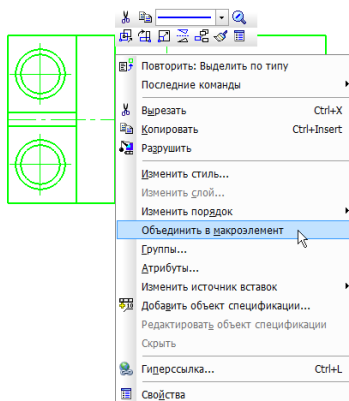 Повторить: Выделить по типу
Последние команды
Вырезать Ctrl+X
Копировать Ctrl+Insert
Разрушить
Изменить стиль...
Изменить слой...
Изменить порядок
Объединить в макроэлемент
Группы...
Атрибуты...
Изменить источник вставок
Добавить объект спецификации...
Редактировать объект спецификации
Скрыть
Гиперссылка... Ctrl+L
Свойства